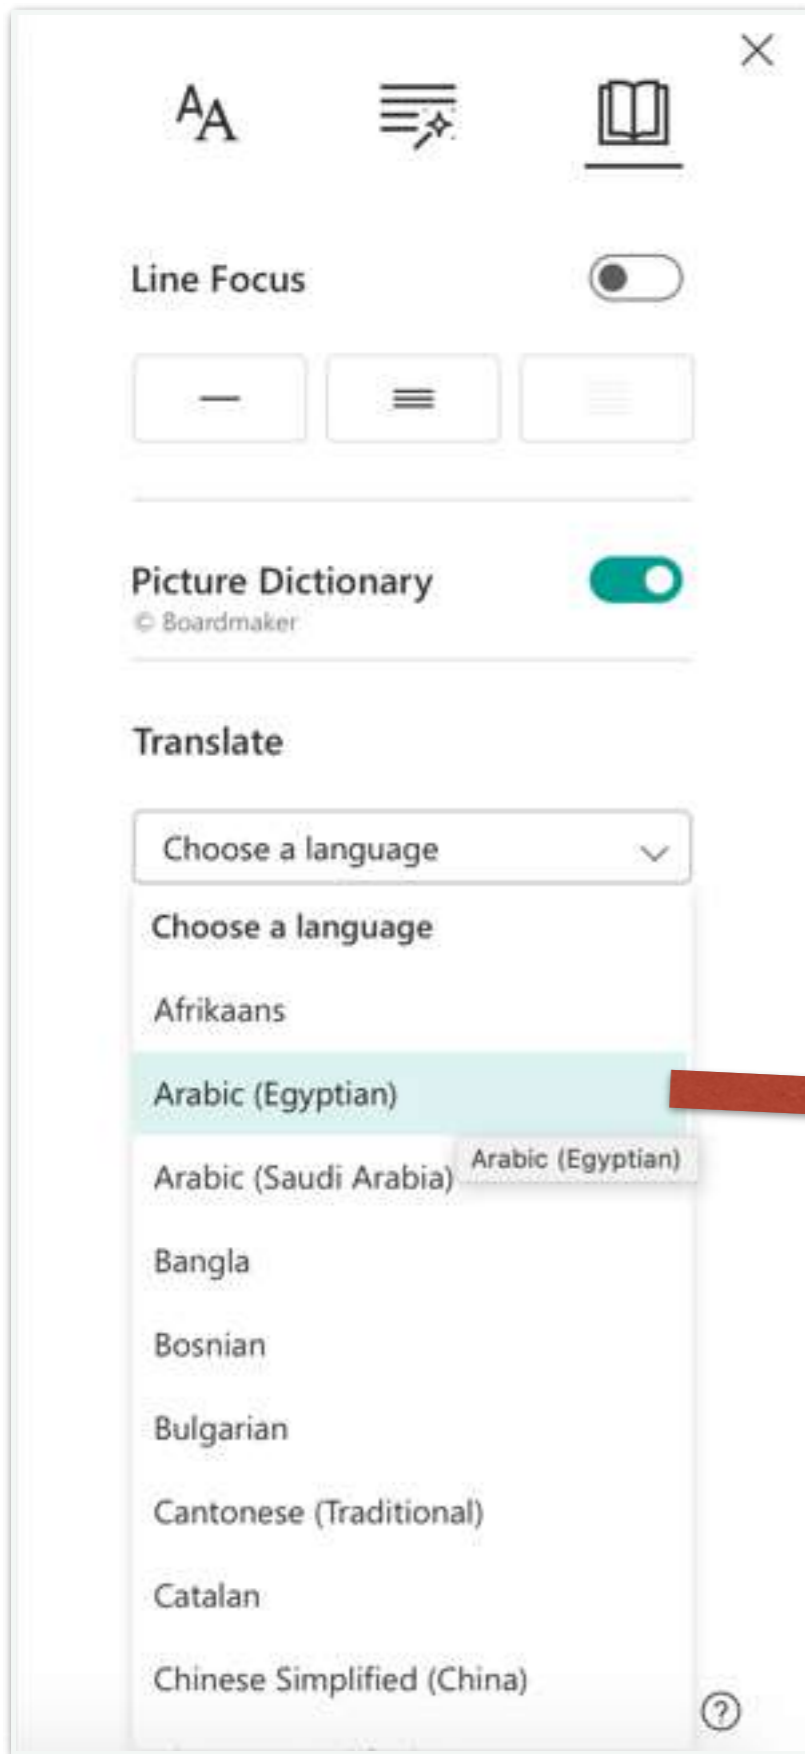 AA
Line Focus
Picture Dictionary
© Boardmaker
Translate
Choose a language
Choose a language
Afrikaans
Arabic (Egyptian)
Arabic (Egyptian)
Arabic (Saudi Arabia)
Bangla
Bosnian
Bulgarian
Cantonese (Traditional)
Catalan
Chinese Simplified (China)
?